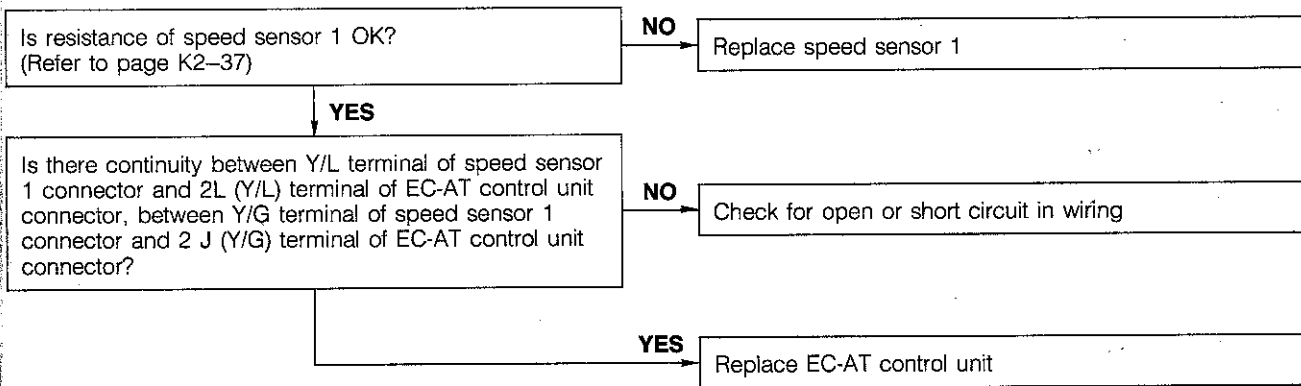 Is resistance of speed sensor 1 OK?
(Refer to page K2–37)
NO
Replace speed sensor 1
YES
Is there continuity between Y/L terminal of speed sensor
1 connector and 2L (Y/L) terminal of EC-AT control unit
connector, between Y/G terminal of speed sensor 1
connector and 2 J (Y/G) terminal of EC-AT control unit
connector?
NO
Check for open or short circuit in wiring
YES
Replace EC-AT control unit